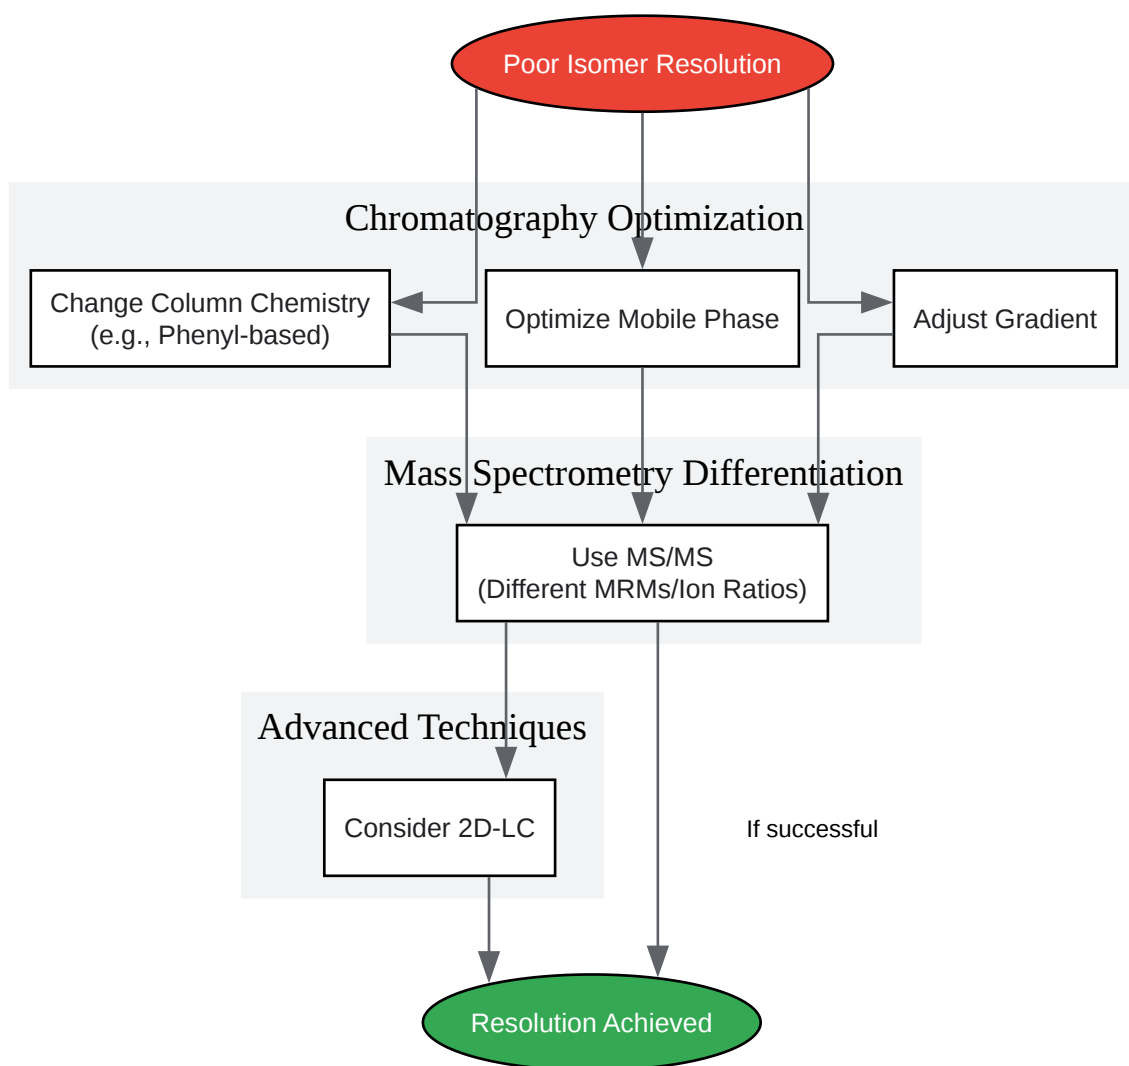 Poor Isomer Resolution
Chromatography Optimization
Change Column Chemistry
(e.g., Phenyl-based)
Optimize Mobile Phase
Adjust Gradient
Mass Spectrometry Differentiation
Use MS/MS
(Different MRMs/Ion Ratios)
Advanced Techniques
Consider 2D-LC
If successful
Resolution Achieved